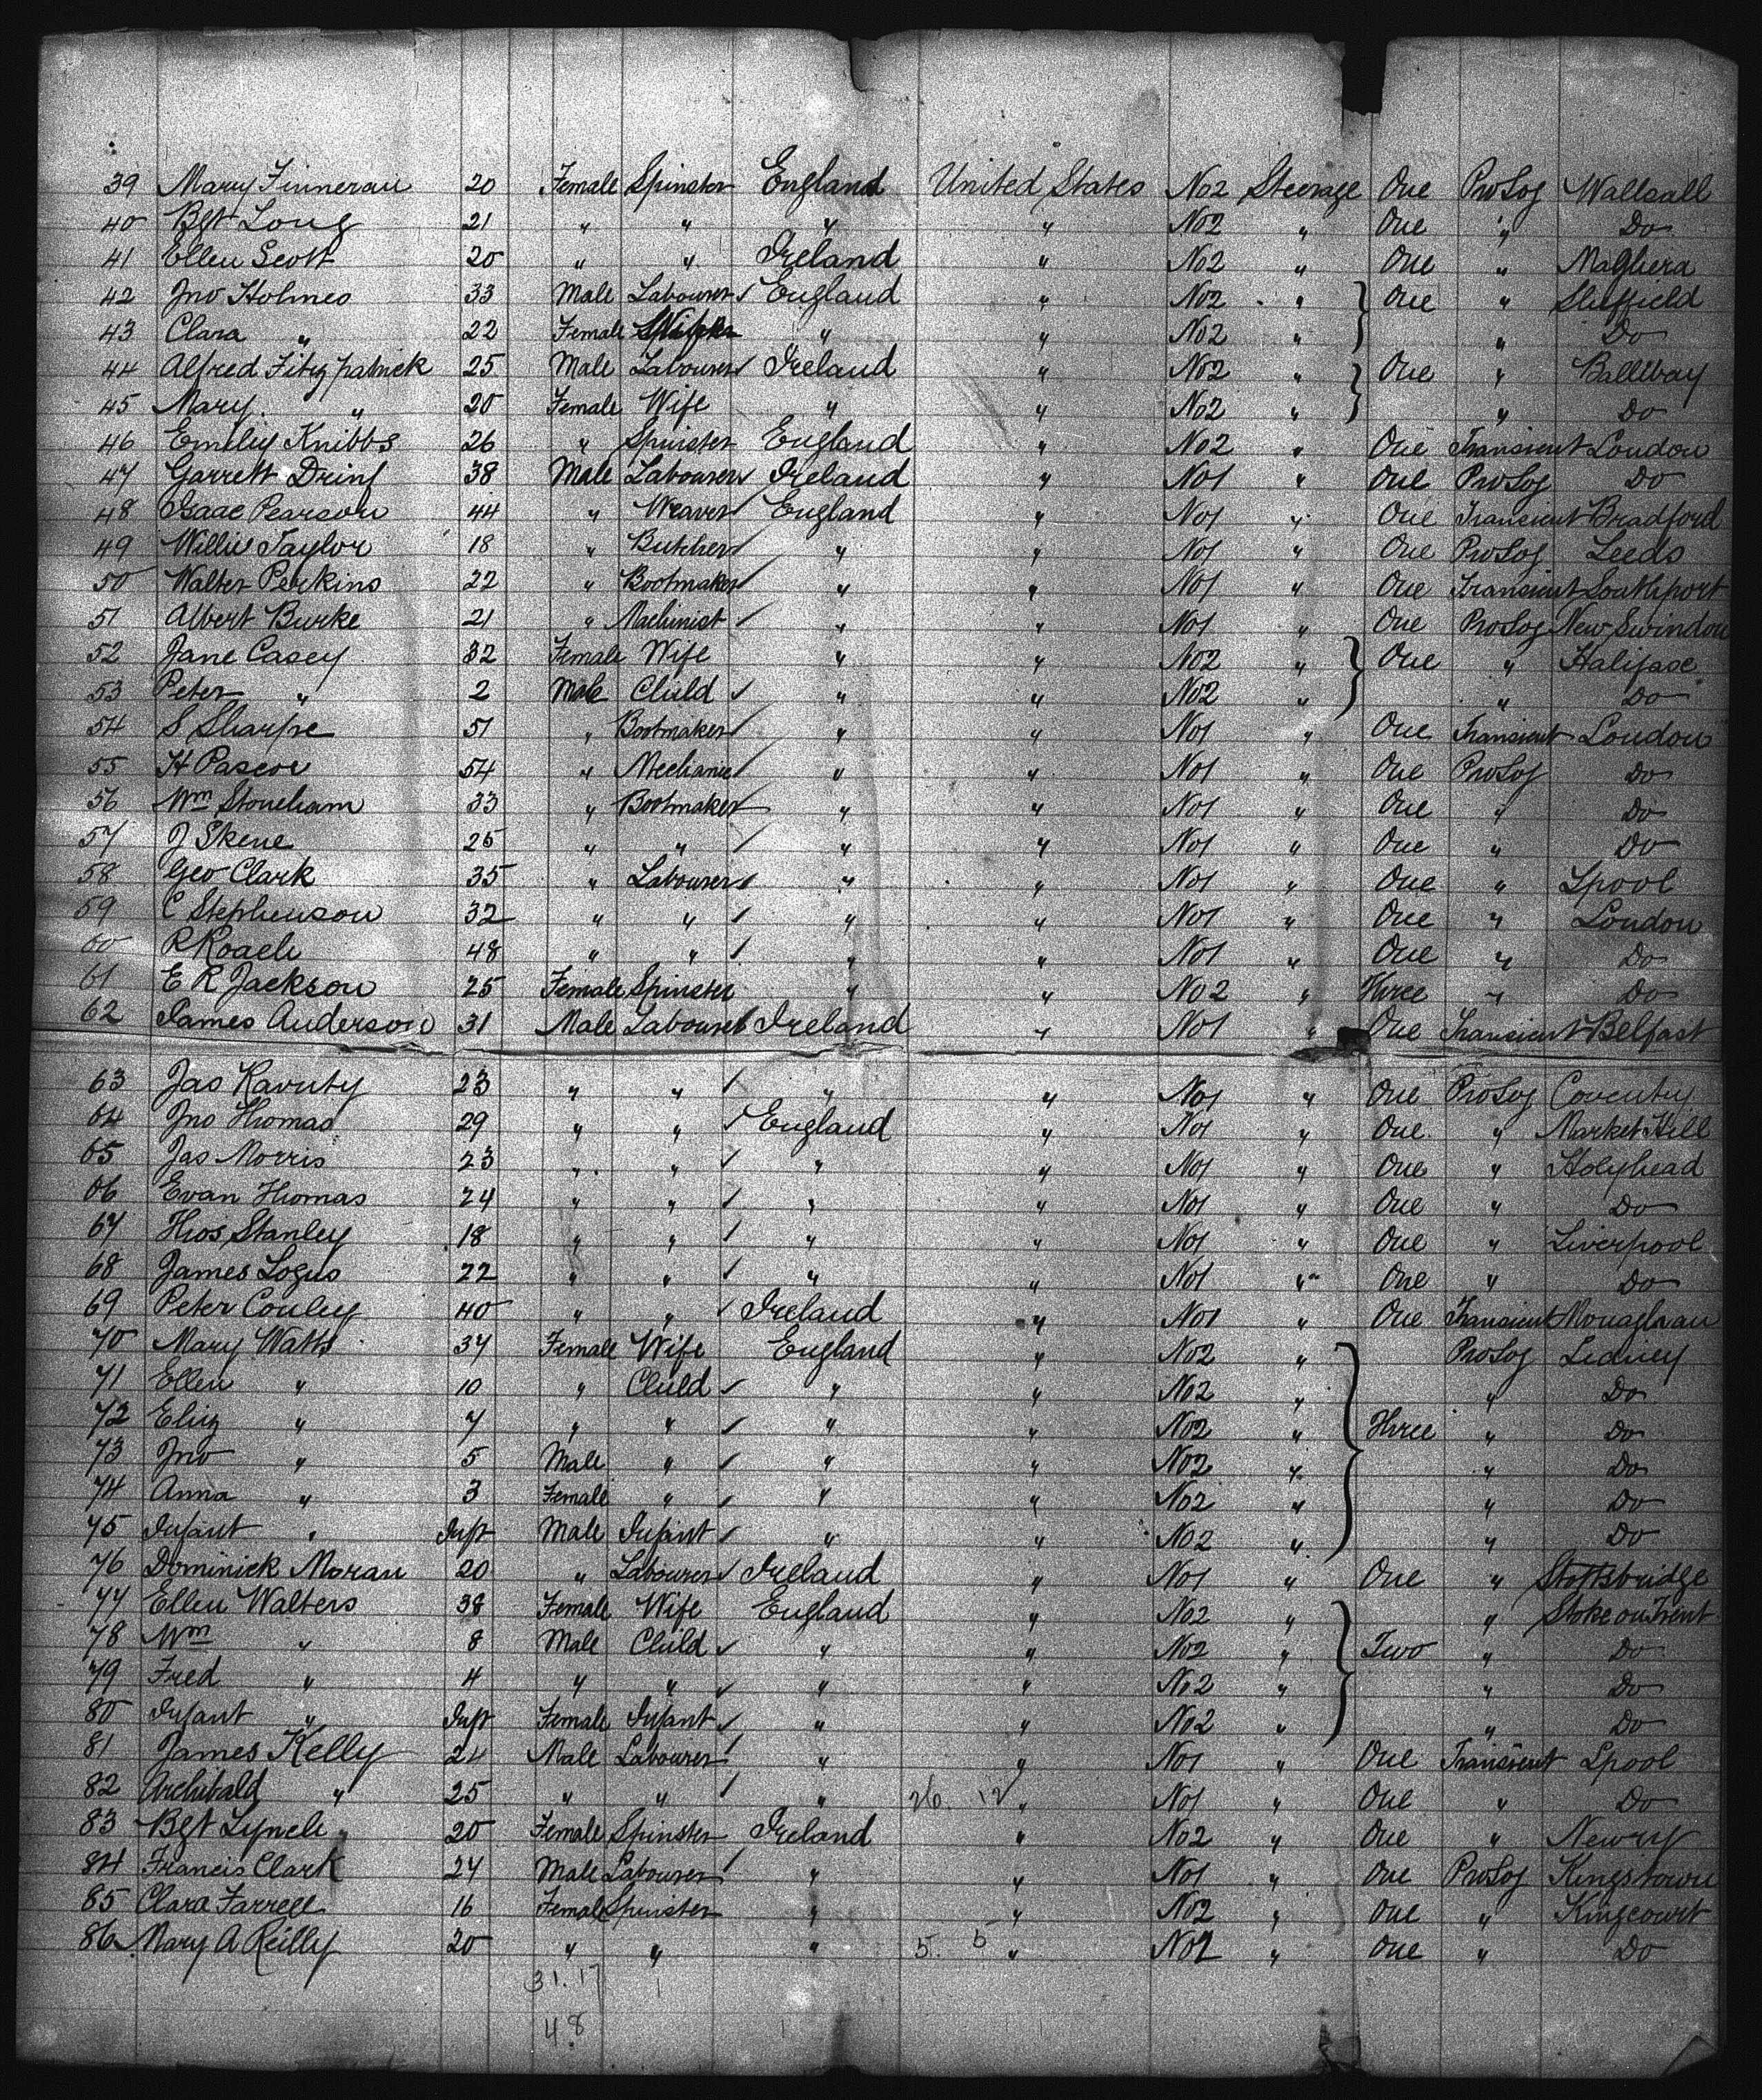 39 Mary Finneran 20 Female Spinster England United States No2 Steerage One ProSog Wallsall
40 Bgt Long 21 " " " " No2 " One " Do
41 Ellen Scott 20 " " Ireland " No2 " One " Maghera
42 Jno Holmes 33 Male Labourer England " No2 " One " Sheffield
43 Clara " 22 Female " " No2 " " Do
44 Alfred Fitzpatrick 25 Male Labourer Ireland " No2 " One " Ballibay
45 Mary " 20 Female Wife " " No2 " " Do
46 Emily Knibbs 26 " Spinster England " No2 " One Transient London
47 Garrett 38 Male Labourer Ireland " No1 " One ProSog Do
48 Isaac Pearson 44 " Weaver England " No1 " One Transient Bradford
49 Willie Taylor 18 " Butcher " " No1 " One ProSog Leeds
50 Walter Perkins 22 " Bootmaker " " No1 " One Transient Southport
51 Albert Burke 21 " Machinist " " No1 " One ProSog New Swindon
52 Jane Casey 32 Female Wife " " No2 " One " Halifax
53 Peter " 2 Male Child " " No2 " " Do
54 S Sharpe 51 " Bootmaker " " No1 " One Transient London
55 H Pascoe 54 " Mechanic " " No1 " One ProSog Do
56 Wm Stoneham 33 " Bootmaker " " No1 " One " Do
57 J Skene 25 " " " " No1 " One " Do
58 Geo Clark 35 " Labourer " " No1 " One " Lpool
59 C Stephenson 32 " " " " No1 " One " London
60 P Roach 48 " " " " No1 " One " Do
61 E R Jackson 25 Female Spinster " " No2 " Three " Do
62 James Anderson 31 Male Labourer Ireland " No1 " One Transient Belfast
63 Jas 23 " " " " No1 " One ProSog Coventry
64 Jno Thomas 29 " " England " No1 " One " Market Hill
65 Jas Morris 23 " " " " No1 " One " Holyhead
66 Evan Thomas 24 " " " " No1 " One " Do
67 Thos Stanley 18 " " " " No1 " One " Liverpool
68 James Logus 22 " " " " No1 " One " Do
69 Peter Conley 40 " " Ireland " No1 " One Transient Monaghan
70 Mary Watts 34 Female Wife England " No2 " ProSog Lidney
71 Ellen " 10 " Child " " No2 " " Do
72 Eliz " 7 " " " " No2 " Three " Do
73 Jno " 5 Male " " " No2 " " Do
74 Anna " 3 Female " " " No2 " " Do
75 Infant " Inft Male Infant " " No2 " " Do
76 Dominick Moran 20 " Labourer Ireland " No1 " One " Stottsbridge
77 Ellen Walters 38 Female Wife England " No2 " " Stoke on Trent
78 Wm " 8 Male Child " " No2 " Two " Do
79 Fred " 4 " " " " No2 " " Do
80 Infant " Inft Female Infant " " No2 " " Do
81 James Kelly 24 Male Labourer " " No1 " One Transient Lpool
82 Archibald " 25 " " " 26. 12 " No1 " One " Do
83 Bgt Lynch 20 Female Spinster Ireland " No2 " One " Newry
84 Francis Clark 24 Male Labourer " " No1 " One ProSog Kingstown
85 Clara Farrell 16 Female Spinster " " No2 " One " Kingcourt
86 Mary A Reilly 20 " " " 5. 5 " No2 " One " Do
31. 17
48